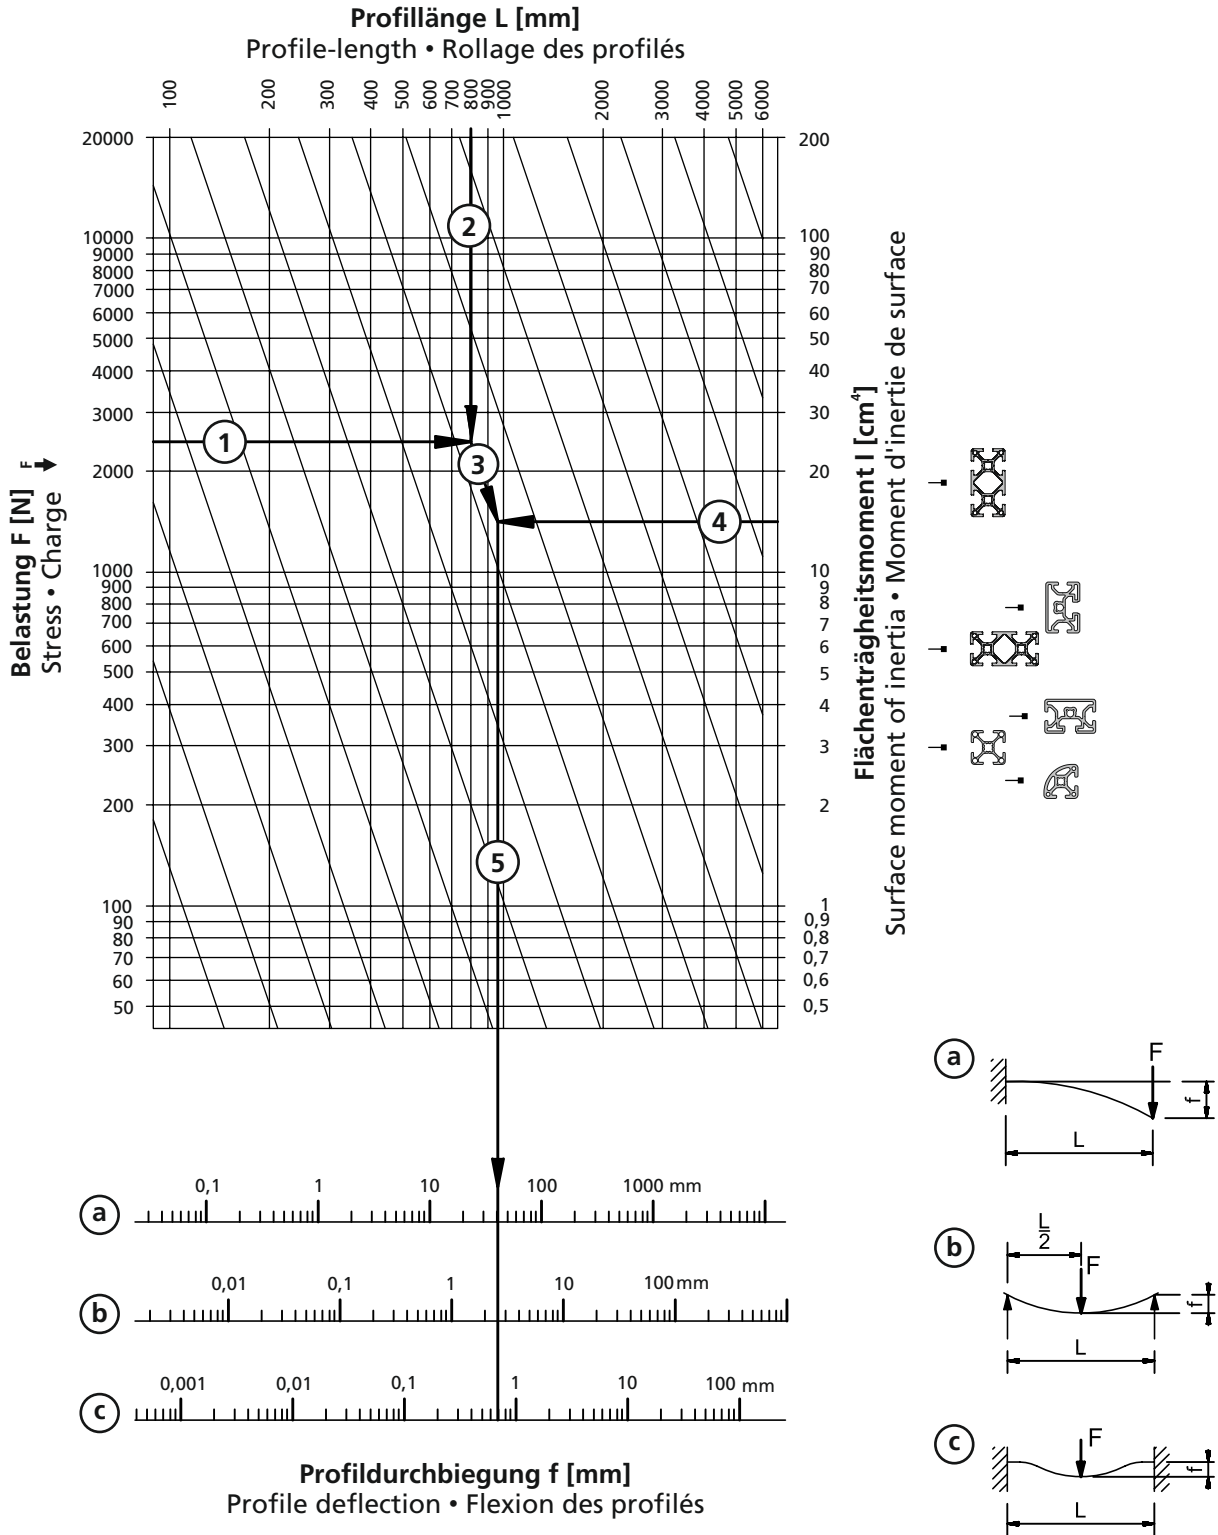 Profillänge L [mm]
Profile-length • Rollage des profilés
100 200 300 400 500 600 700 800 900 1000 2000 3000 4000 5000 6000
20000 200
10000 100
9000 90
8000 80
7000 70
6000 60
5000 50
4000 40
3000 30
2000 20
1000 10
900 9
800 8
700 7
600 6
500 5
400 4
300 3
200 2
100 1
90 0,9
80 0,8
70 0,7
60 0,6
50 0,5
Belastung F [N] F
Stress • Charge
Flächenträgheitsmoment I [cm⁴]
Surface moment of inertia • Moment d'inertie de surface
1
2
3
4
5
a
0,1 1 10 100 1000 mm
b
0,01 0,1 1 10 100 mm
c
0,001 0,01 0,1 1 10 100 mm
Profildurchbiegung f [mm]
Profile deflection • Flexion des profilés
a
F
f
L
b
L
2
F
f
L
c
F
f
L